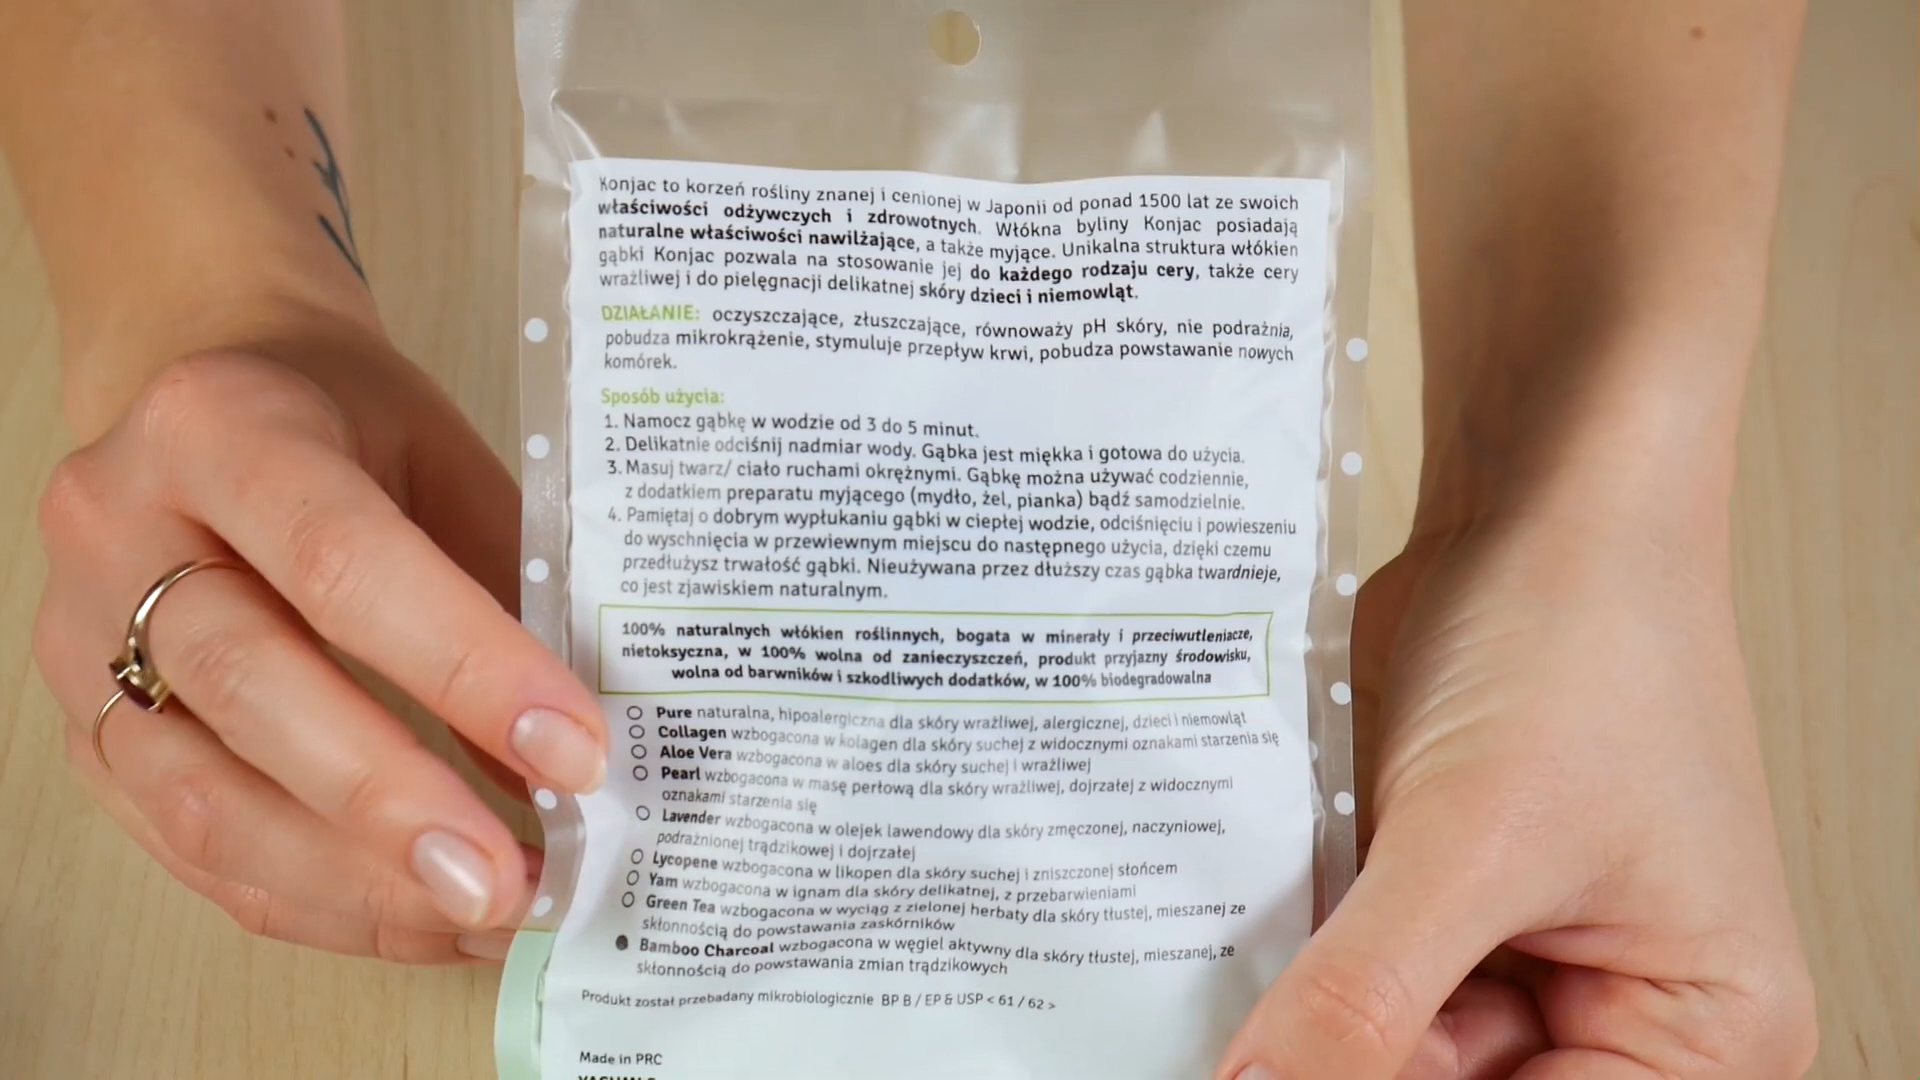 Konjac to korzeń rośliny znanej i cenionej w Japonii od ponad 1500 lat ze swoich
właściwości odżywczych i zdrowotnych. Włókna byliny Konjac posiadają
naturalne właściwości nawilżające, a także myjące. Unikalna struktura włókien
gąbki Konjac pozwala na stosowanie jej do każdego rodzaju cery, także cery
wrażliwej i do pielęgnacji delikatnej skóry dzieci i niemowląt.
DZIAŁANIE: oczyszczające, złuszczające, równoważy pH skóry, nie podrażnia,
pobudza mikrokrążenie, stymuluje przepływ krwi, pobudza powstawanie nowych
komórek.
Sposób użycia:
1. Namocz gąbkę w wodzie od 3 do 5 minut.
2. Delikatnie odciśnij nadmiar wody. Gąbka jest miękka i gotowa do użycia.
3. Masuj twarz/ ciało ruchami okrężnymi. Gąbkę można używać codziennie,
z dodatkiem preparatu myjącego (mydło, żel, pianka) bądź samodzielnie.
4. Pamiętaj o dobrym wypłukaniu gąbki w ciepłej wodzie, odciśnięciu i powieszeniu
do wyschnięcia w przewiewnym miejscu do następnego użycia, dzięki czemu
przedłużysz trwałość gąbki. Nieużywana przez dłuższy czas gąbka twardnieje,
co jest zjawiskiem naturalnym.
100% naturalnych włókien roślinnych, bogata w minerały i przeciwutleniacze,
nietoksyczna, w 100% wolna od zanieczyszczeń, produkt przyjazny środowisku,
wolna od barwników i szkodliwych dodatków, w 100% biodegradowalna
Pure naturalna, hipoalergiczna dla skóry wrażliwej, alergicznej, dzieci i niemowląt
Collagen wzbogacona w kolagen dla skóry suchej z widocznymi oznakami starzenia się
Aloe Vera wzbogacona w aloes dla skóry suchej i wrażliwej
Pearl wzbogacona w masę perłową dla skóry wrażliwej, dojrzałej z widocznymi
oznakami starzenia się
Lavender wzbogacona w olejek lawendowy dla skóry zmęczonej, naczyniowej,
podrażnionej trądzikowej i dojrzałej
Lycopene wzbogacona w likopen dla skóry suchej i zniszczonej słońcem
Yam wzbogacona w ignam dla skóry delikatnej, z przebarwieniami
Green Tea wzbogacona w wyciąg z zielonej herbaty dla skóry tłustej, mieszanej ze
skłonnością do powstawania zaskórników
Bamboo Charcoal wzbogacona w węgiel aktywny dla skóry tłustej, mieszanej, ze
skłonnością do powstawania zmian trądzikowych
Produkt został przebadany mikrobiologicznie BP B / EP & USP < 61 / 62 >
Made in PRC